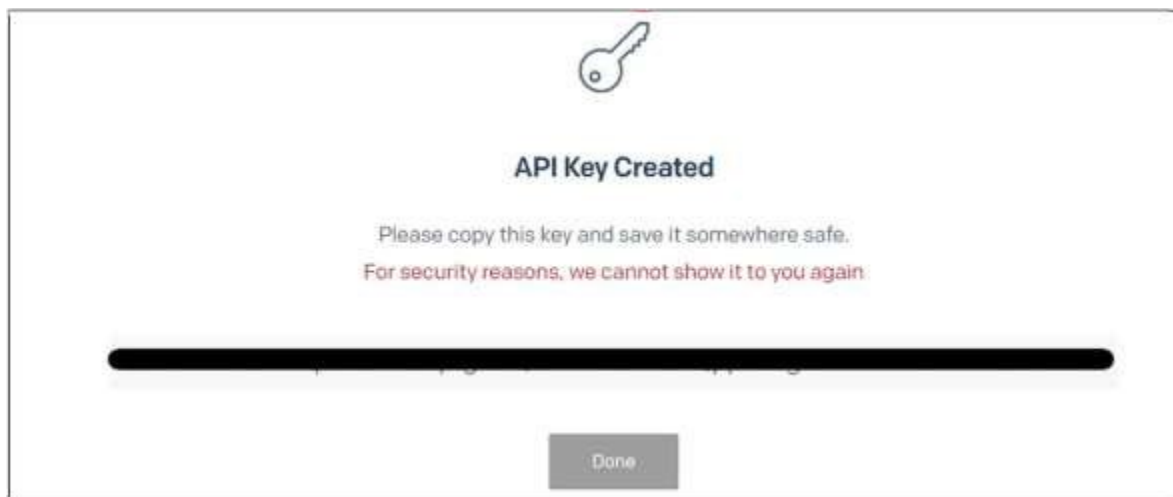 API Key Created
Please copy this key and save it somewhere safe.
For security reasons, we cannot show it to you again
Done